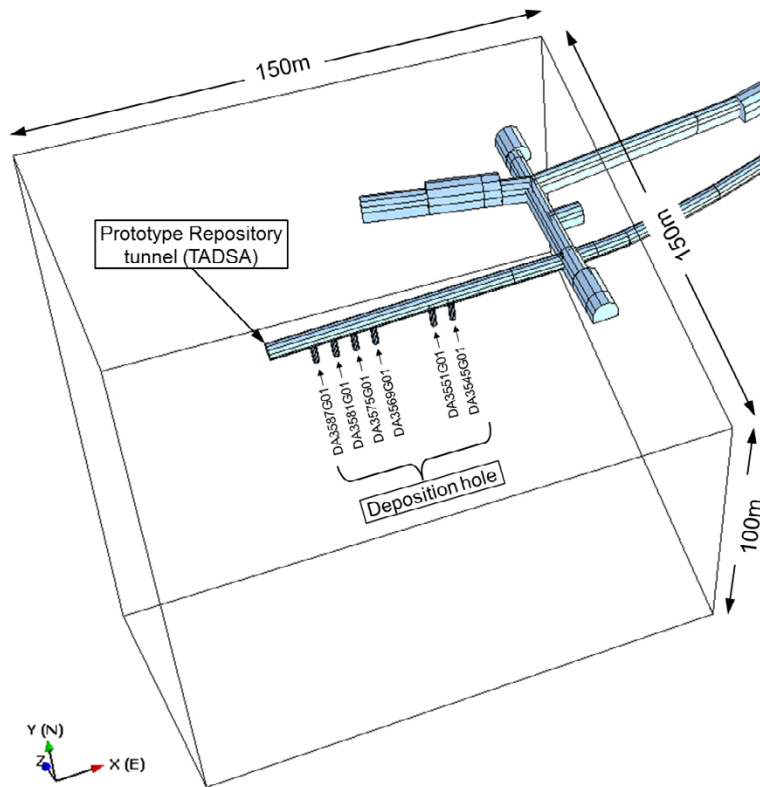 150m
150m
Prototype Repository
tunnel (TADSA)
DA3587G01
DA3581G01
DA3575G01
DA3569G01
DA3551G01
DA3545G01
Deposition hole
100m
Y (N)
Z
X (E)